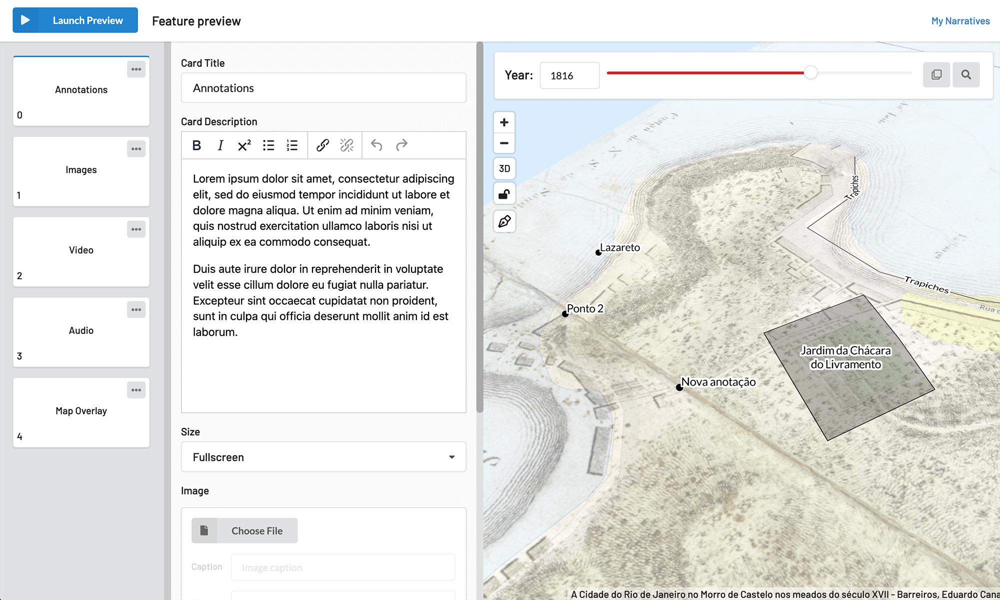 Launch Preview
Feature preview
My Narratives
Annotations
0
Images
1
Video
2
Audio
3
Map Overlay
4
Card Title
Annotations
Card Description
B I X²
Lorem ipsum dolor sit amet, consectetur adipiscing
elit, sed do eiusmod tempor incididunt ut labore et
dolore magna aliqua. Ut enim ad minim veniam,
quis nostrud exercitation ullamco laboris nisi ut
aliquip ex ea commodo consequat.
Duis aute irure dolor in reprehenderit in voluptate
velit esse cillum dolore eu fugiat nulla pariatur.
Excepteur sint occaecat cupidatat non proident,
sunt in culpa qui officia deserunt mollit anim id est
laborum.
Size
Fullscreen
Image
Choose File
Caption
Image caption
Year:
1816
3D
Trapiches
Lazareto
Trapiches
Rua
Ponto 2
Jardim da Chácara
do Livramento
Nova anotação
A Cidade do Rio de Janeiro no Morro de Castelo nos meados do século XVII - Barreiros, Eduardo Cana